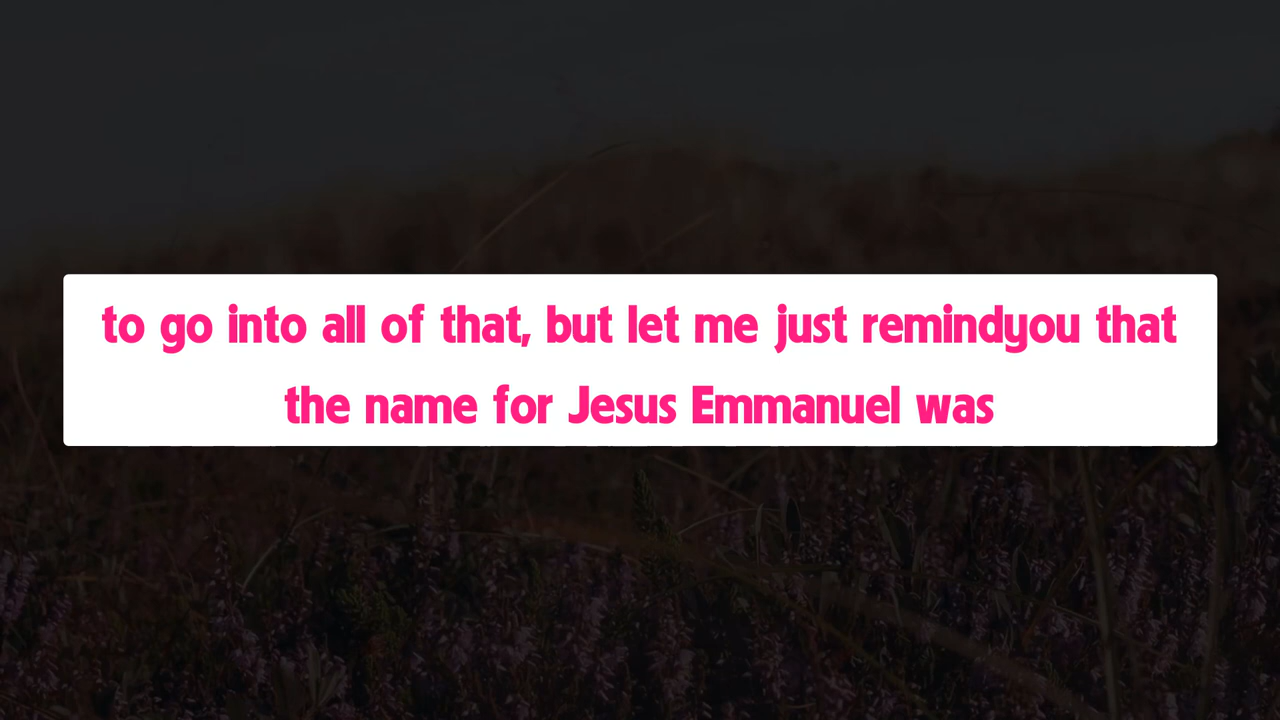 to go into all of that, but let me just remindyou that
the name for Jesus Emmanuel was